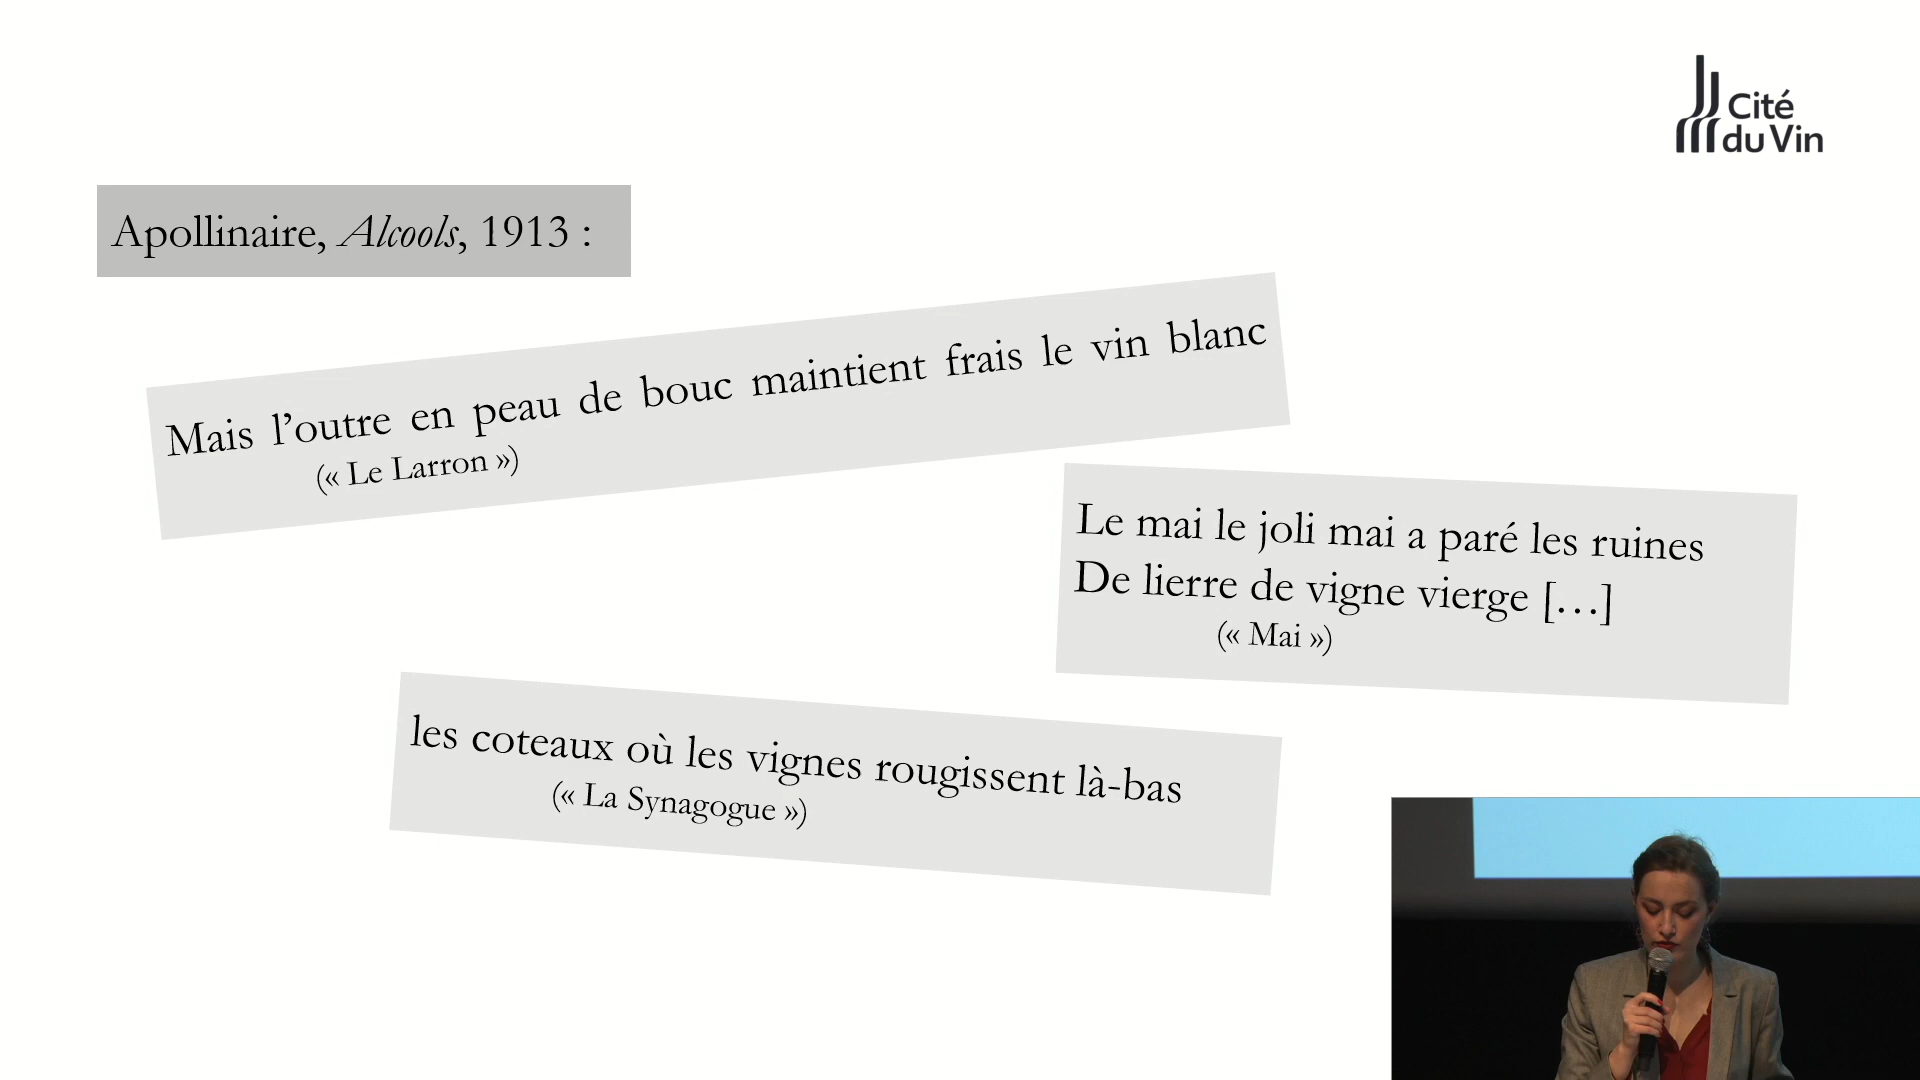 Cité
du Vin
Apollinaire, Alcools, 1913 :
Mais l’outre en peau de bouc maintient frais le vin blanc
(« Le Larron »)
Le mai le joli mai a paré les ruines
De lierre de vigne vierge […]
(« Mai »)
les coteaux où les vignes rougissent là-bas
(« La Synagogue »)